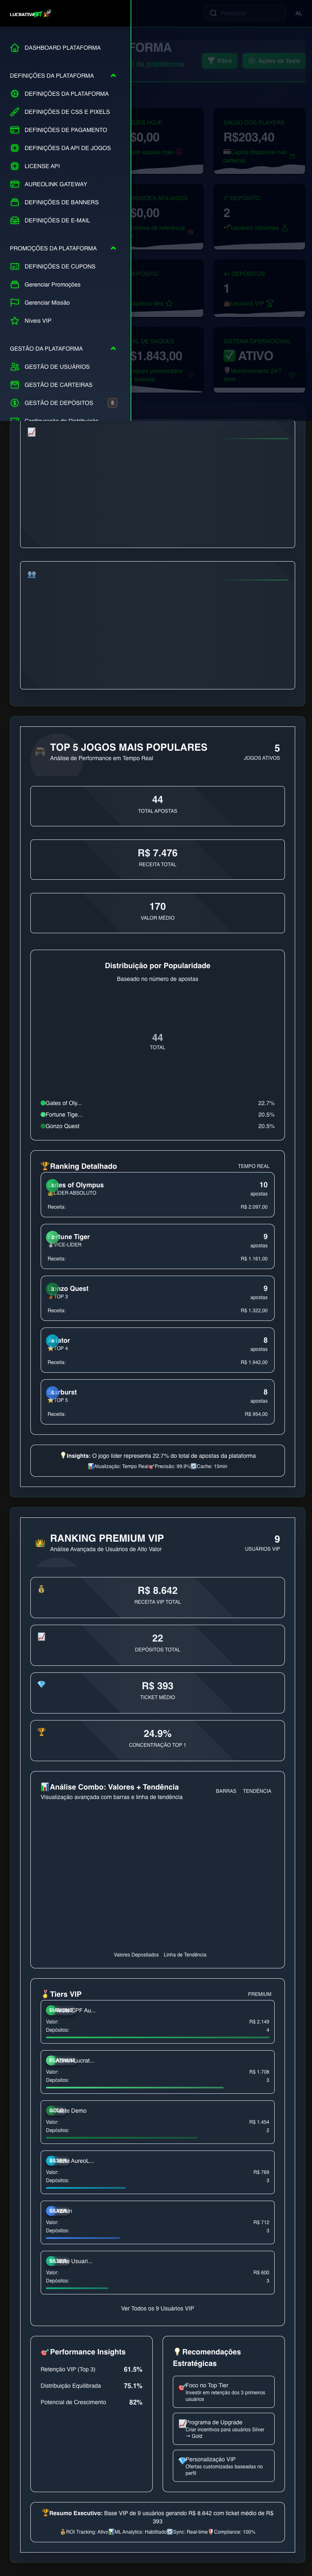 LUCRATIVABET
Pesquisar
AL
DASHBOARD PLATAFORMA
DEFINIÇÕES DA PLATAFORMA
DEFINIÇÕES DA PLATAFORMA
DEFINIÇÕES DE CSS E PIXELS
DEFINIÇÕES DE PAGAMENTO
DEFINIÇÕES DA API DE JOGOS
LICENSE API
AUREOLINK GATEWAY
DEFINIÇÕES DE BANNERS
DEFINIÇÕES DE E-MAIL
PROMOÇÕES DA PLATAFORMA
DEFINIÇÕES DE CUPONS
Gerenciar Promoções
Gerenciar Missão
Níveis VIP
GESTÃO DA PLATAFORMA
GESTÃO DE USUÁRIOS
GESTÃO DE CARTEIRAS
GESTÃO DE DEPÓSITOS 5
FORMA
da plataforma
Filtro
Ações de Teste
UES HOJE
$0,00
SALDO DOS PLAYERS
R$203,40
Capital disponível nas carteiras
$0,00
1º DEPÓSITO
2
Usuários iniciantes
4+ DEPÓSITOS
1
Usuários VIP
AL DE SAQUES
$1.843,00
SISTEMA OPERACIONAL
ATIVO
Monitoramento 24/7 ativo
TOP 5 JOGOS MAIS POPULARES
Análise de Performance em Tempo Real
5
JOGOS ATIVOS
44
TOTAL APOSTAS
R$ 7.476
RECEITA TOTAL
170
VALOR MÉDIO
Distribuição por Popularidade
Baseado no número de apostas
44
TOTAL
Gates of Oly... 22.7%
Fortune Tige... 20.5%
Gonzo Quest 20.5%
Ranking Detalhado
TEMPO REAL
1 es of Olympus 10
LÍDER ABSOLUTO apostas
Receita: R$ 2.097,00
2 tune Tiger 9
VICE-LÍDER apostas
Receita: R$ 1.161,00
3 nzo Quest 9
TOP 3 apostas
Receita: R$ 1.322,00
4 ator 8
TOP 4 apostas
Receita: R$ 1.942,00
5 rburst 8
TOP 5 apostas
Receita: R$ 954,00
Insights: O jogo líder representa 22.7% do total de apostas da plataforma
Atualização: Tempo Real Precisão: 99.9% Cache: 15min
RANKING PREMIUM VIP
Análise Avançada de Usuários de Alto Valor
9
USUÁRIOS VIP
R$ 8.642
RECEITA VIP TOTAL
22
DEPÓSITOS TOTAL
R$ 393
TICKET MÉDIO
24.9%
CONCENTRAÇÃO TOP 1
Análise Combo: Valores + Tendência
Visualização avançada com barras e linha de tendência
BARRAS TENDÊNCIA
Valores Depositados Linha de Tendência
Tiers VIP
PREMIUM
CPF Au...
Valor: R$ 2.149
Depósitos: 4
PLATINUM Lucrat...
Valor: R$ 1.708
Depósitos: 3
GOLD Demo
Valor: R$ 1.454
Depósitos: 2
SILVER AureoL...
Valor: R$ 769
Depósitos: 3
SILVER
Valor: R$ 712
Depósitos: 3
SILVER Usuari...
Valor: R$ 600
Depósitos: 3
Ver Todos os 9 Usuários VIP
Performance Insights
Retenção VIP (Top 3) 61.5%
Distribuição Equilibrada 75.1%
Potencial de Crescimento 82%
Recomendações
Estratégicas
Foco no Top Tier
Investir em retenção dos 3 primeiros
usuários
Programa de Upgrade
Criar incentivos para usuários Silver
→ Gold
Personalização VIP
Ofertas customizadas baseadas no
perfil
Resumo Executivo: Base VIP de 9 usuários gerando R$ 8.642 com ticket médio de R$
393
ROI Tracking: Ativo ML Analytics: Habilitado Sync: Real-time Compliance: 100%